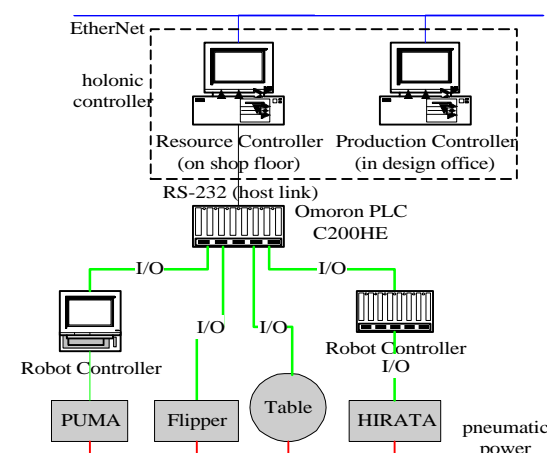 EtherNet
holonic
controller
Resource Controller
(on shop floor)
Production Controller
(in design office)
RS-232 (host link)
Omoron PLC
C200HE
I/O
I/O
I/O
I/O
Robot Controller
Robot Controller
I/O
PUMA
Flipper
Table
HIRATA
pneumatic
power